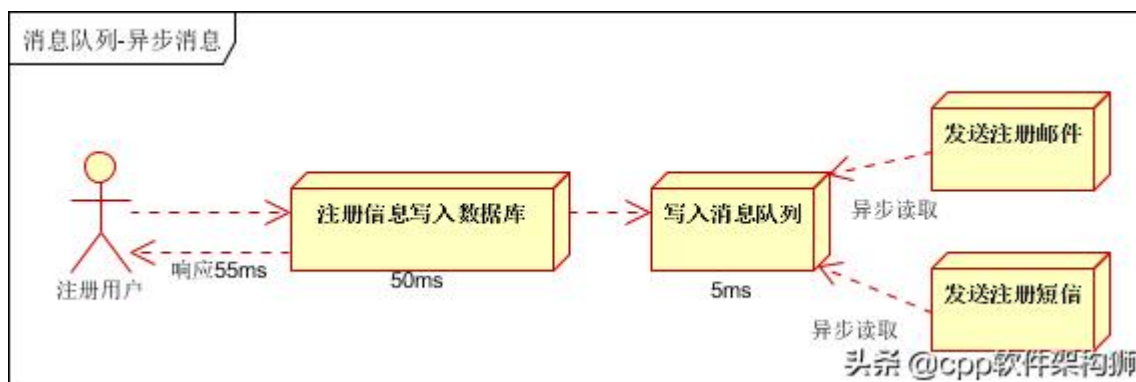 消息队列-异步消息
发送注册邮件
注册信息写入数据库
写入消息队列
异步读取
响应55ms
50ms
5ms
注册用户
发送注册短信
异步读取
头条 @cpp软件架构狮